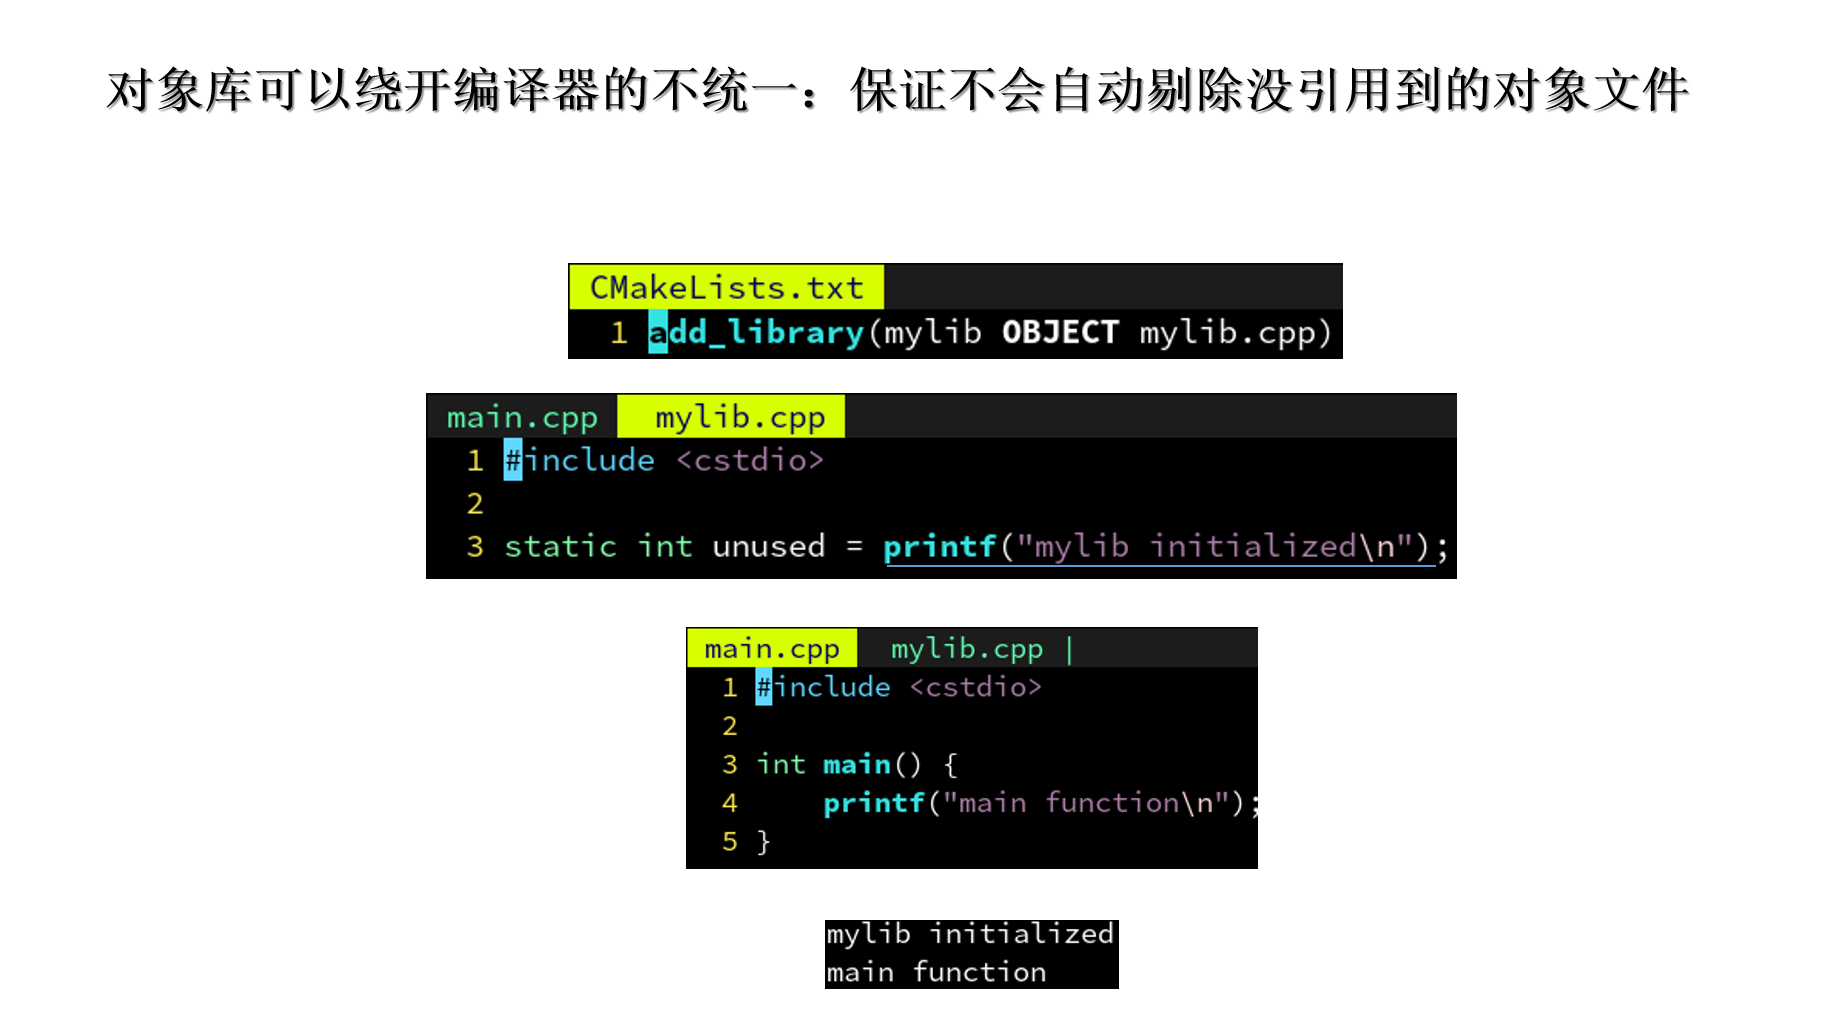 对象库可以绕开编译器的不统一：保证不会自动剔除没引用到的对象文件
CMakeLists.txt
1 add_library(mylib OBJECT mylib.cpp)
main.cpp mylib.cpp
1 #include <cstdio>
2
3 static int unused = printf("mylib initialized\n");
main.cpp mylib.cpp |
1 #include <cstdio>
2
3 int main() {
4     printf("main function\n");
5 }
mylib initialized
main function